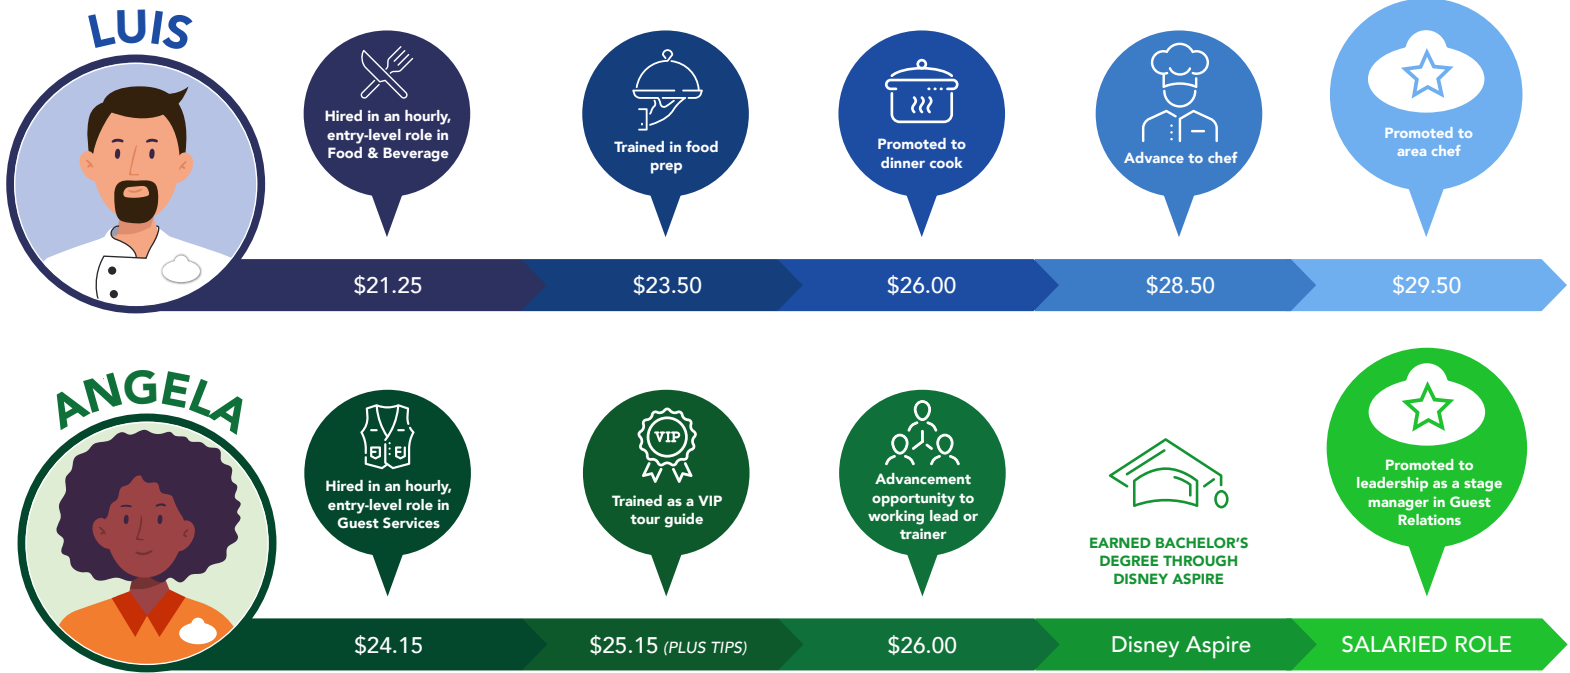 LUIS
Hired in an hourly,
entry-level role in
Food & Beverage
Trained in food
prep
Promoted to
dinner cook
Advance to chef
Promoted to
area chef
$21.25
$23.50
$26.00
$28.50
$29.50
ANGELA
Hired in an hourly,
entry-level role in
Guest Services
VIP
Trained as a VIP
tour guide
Advancement
opportunity to
working lead or
trainer
EARNED BACHELOR'S
DEGREE THROUGH
DISNEY ASPIRE
Promoted to
leadership as a stage
manager in Guest
Relations
$24.15
$25.15 (PLUS TIPS)
$26.00
Disney Aspire
SALARIED ROLE